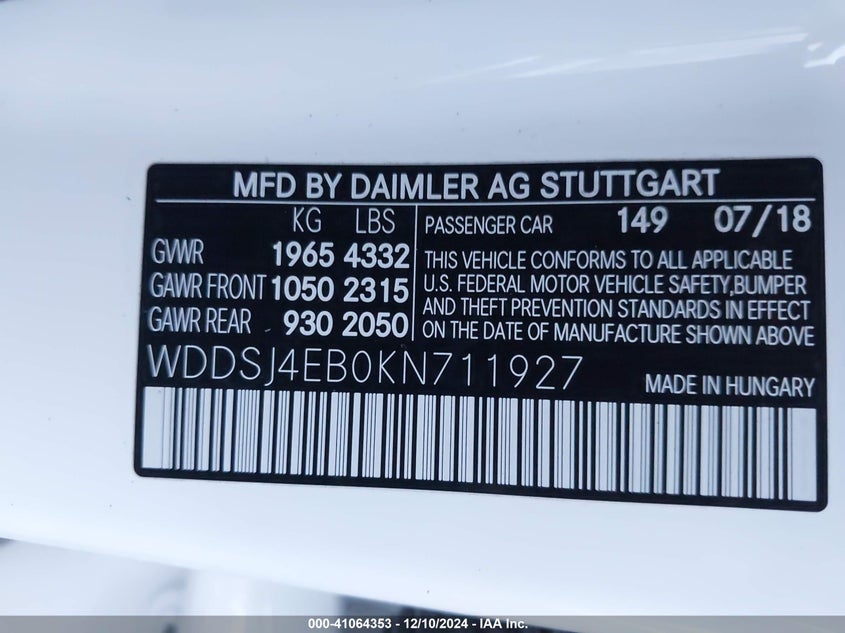 MFD BY DAIMLER AG STUTTGART
KG LBS
GVWR 1965 4332
GAWR FRONT 1050 2315
GAWR REAR 930 2050
PASSENGER CAR 149 07/18
THIS VEHICLE CONFORMS TO ALL APPLICABLE
U.S. FEDERAL MOTOR VEHICLE SAFETY,BUMPER
AND THEFT PREVENTION STANDARDS IN EFFECT
ON THE DATE OF MANUFACTURE SHOWN ABOVE
WDDSJ4EB0KN711927
MADE IN HUNGARY
000-41064353 - 12/10/2024 - IAA Inc.